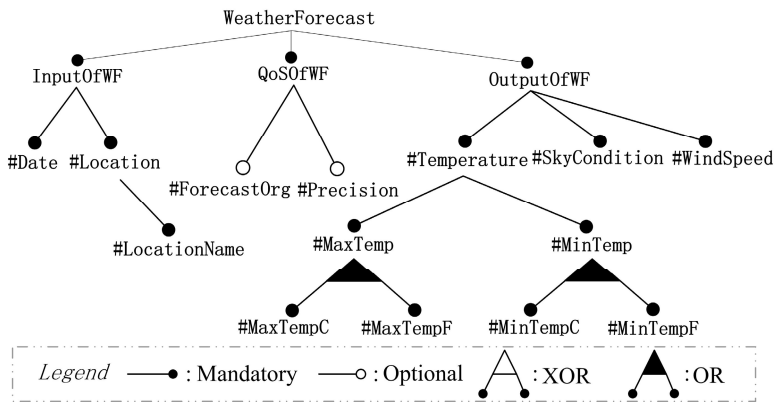 WeatherForecast
InputOfWF QoSOfWF OutputOfWF
#Date #Location #ForecastOrg #Precision #Temperature #SkyCondition #WindSpeed
#LocationName #MaxTemp #MinTemp
#MaxTempC #MaxTempF #MinTempC #MinTempF
Legend : Mandatory : Optional : XOR : OR